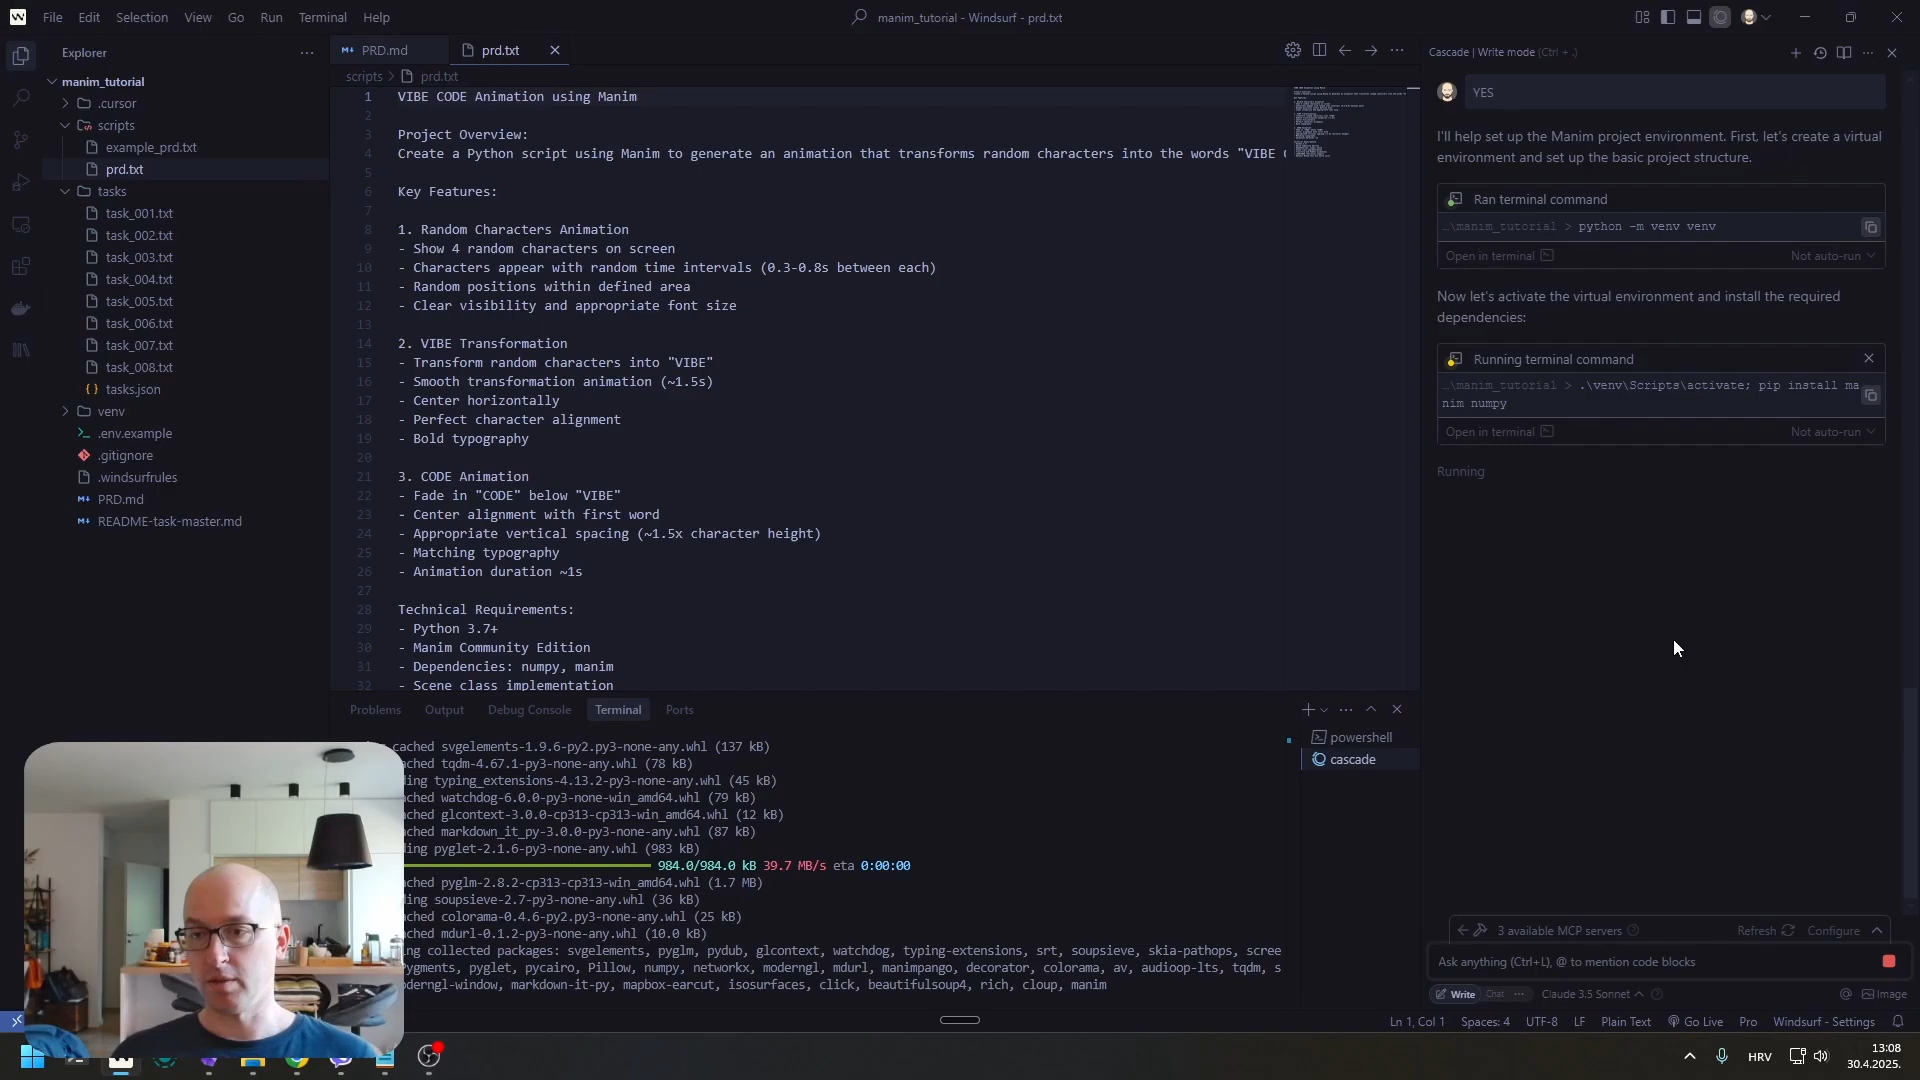 File Edit Selection View Go Run Terminal Help
manim_tutorial - Windsurf - prd.txt
Explorer
manim_tutorial
.cursor
scripts
example_prd.txt
prd.txt
tasks
task_001.txt
task_002.txt
task_003.txt
task_004.txt
task_005.txt
task_006.txt
task_007.txt
task_008.txt
tasks.json
venv
.env.example
.gitignore
.windsurfrules
PRD.md
README-task-master.md
PRD.md prd.txt
scripts > prd.txt
1 VIBE CODE Animation using Manim
2
3 Project Overview:
4 Create a Python script using Manim to generate an animation that transforms random characters into the words "VIBE
5
6 Key Features:
7
8 1. Random Characters Animation
9 - Show 4 random characters on screen
10 - Characters appear with random time intervals (0.3-0.8s between each)
11 - Random positions within defined area
12 - Clear visibility and appropriate font size
13
14 2. VIBE Transformation
15 - Transform random characters into "VIBE"
16 - Smooth transformation animation (~1.5s)
17 - Center horizontally
18 - Perfect character alignment
19 - Bold typography
20
21 3. CODE Animation
22 - Fade in "CODE" below "VIBE"
23 - Center alignment with first word
24 - Appropriate vertical spacing (~1.5x character height)
25 - Matching typography
26 - Animation duration ~1s
27
28 Technical Requirements:
29 - Python 3.7+
30 - Manim Community Edition
31 - Dependencies: numpy, manim
32 - Scene class implementation
Problems Output Debug Console Terminal Ports
powershell
cascade
cached svgelements-1.9.6-py2.py3-none-any.whl (137 kB)
ched tqdm-4.67.1-py3-none-any.whl (78 kB)
ing typing_extensions-4.13.2-py3-none-any.whl (45 kB)
ched watchdog-6.0.0-py3-none-win_amd64.whl (79 kB)
ched glcontext-3.0.0-cp313-cp313-win_amd64.whl (12 kB)
ched markdown_it_py-3.0.0-py3-none-any.whl (87 kB)
ing pyglet-2.1.6-py3-none-any.whl (983 kB)
984.0/984.0 kB 39.7 MB/s eta 0:00:00
ched pyglm-2.8.2-cp313-cp313-win_amd64.whl (1.7 MB)
ing soupsieve-2.7-py3-none-any.whl (36 kB)
ched colorama-0.4.6-py2.py3-none-any.whl (25 kB)
ched mdurl-0.1.2-py3-none-any.whl (10.0 kB)
ng collected packages: svgelements, pyglm, pydub, glcontext, watchdog, typing-extensions, srt, soupsieve, skia-pathops, scree
Pygments, pyglet, pycairo, Pillow, numpy, networkx, moderngl, mdurl, manimpango, decorator, colorama, av, audioop-lts, tqdm, s
oderngl-window, markdown-it-py, mapbox-earcut, isosurfaces, click, beautifulsoup4, rich, cloup, manim
Cascade | Write mode (Ctrl + .)
YES
I'll help set up the Manim project environment. First, let's create a virtual
environment and set up the basic project structure.
Ran terminal command
…\manim_tutorial > python -m venv venv
Open in terminal Not auto-run
Now let's activate the virtual environment and install the required
dependencies:
Running terminal command
…\manim_tutorial > .\venv\Scripts\activate; pip install ma
nim numpy
Open in terminal Not auto-run
Running
3 available MCP servers Refresh Configure
Ask anything (Ctrl+L), @ to mention code blocks
Write Chat Claude 3.5 Sonnet Image
Ln 1, Col 1 Spaces: 4 UTF-8 LF Plain Text Go Live Pro Windsurf - Settings
HRV
13:08
30.4.2025.